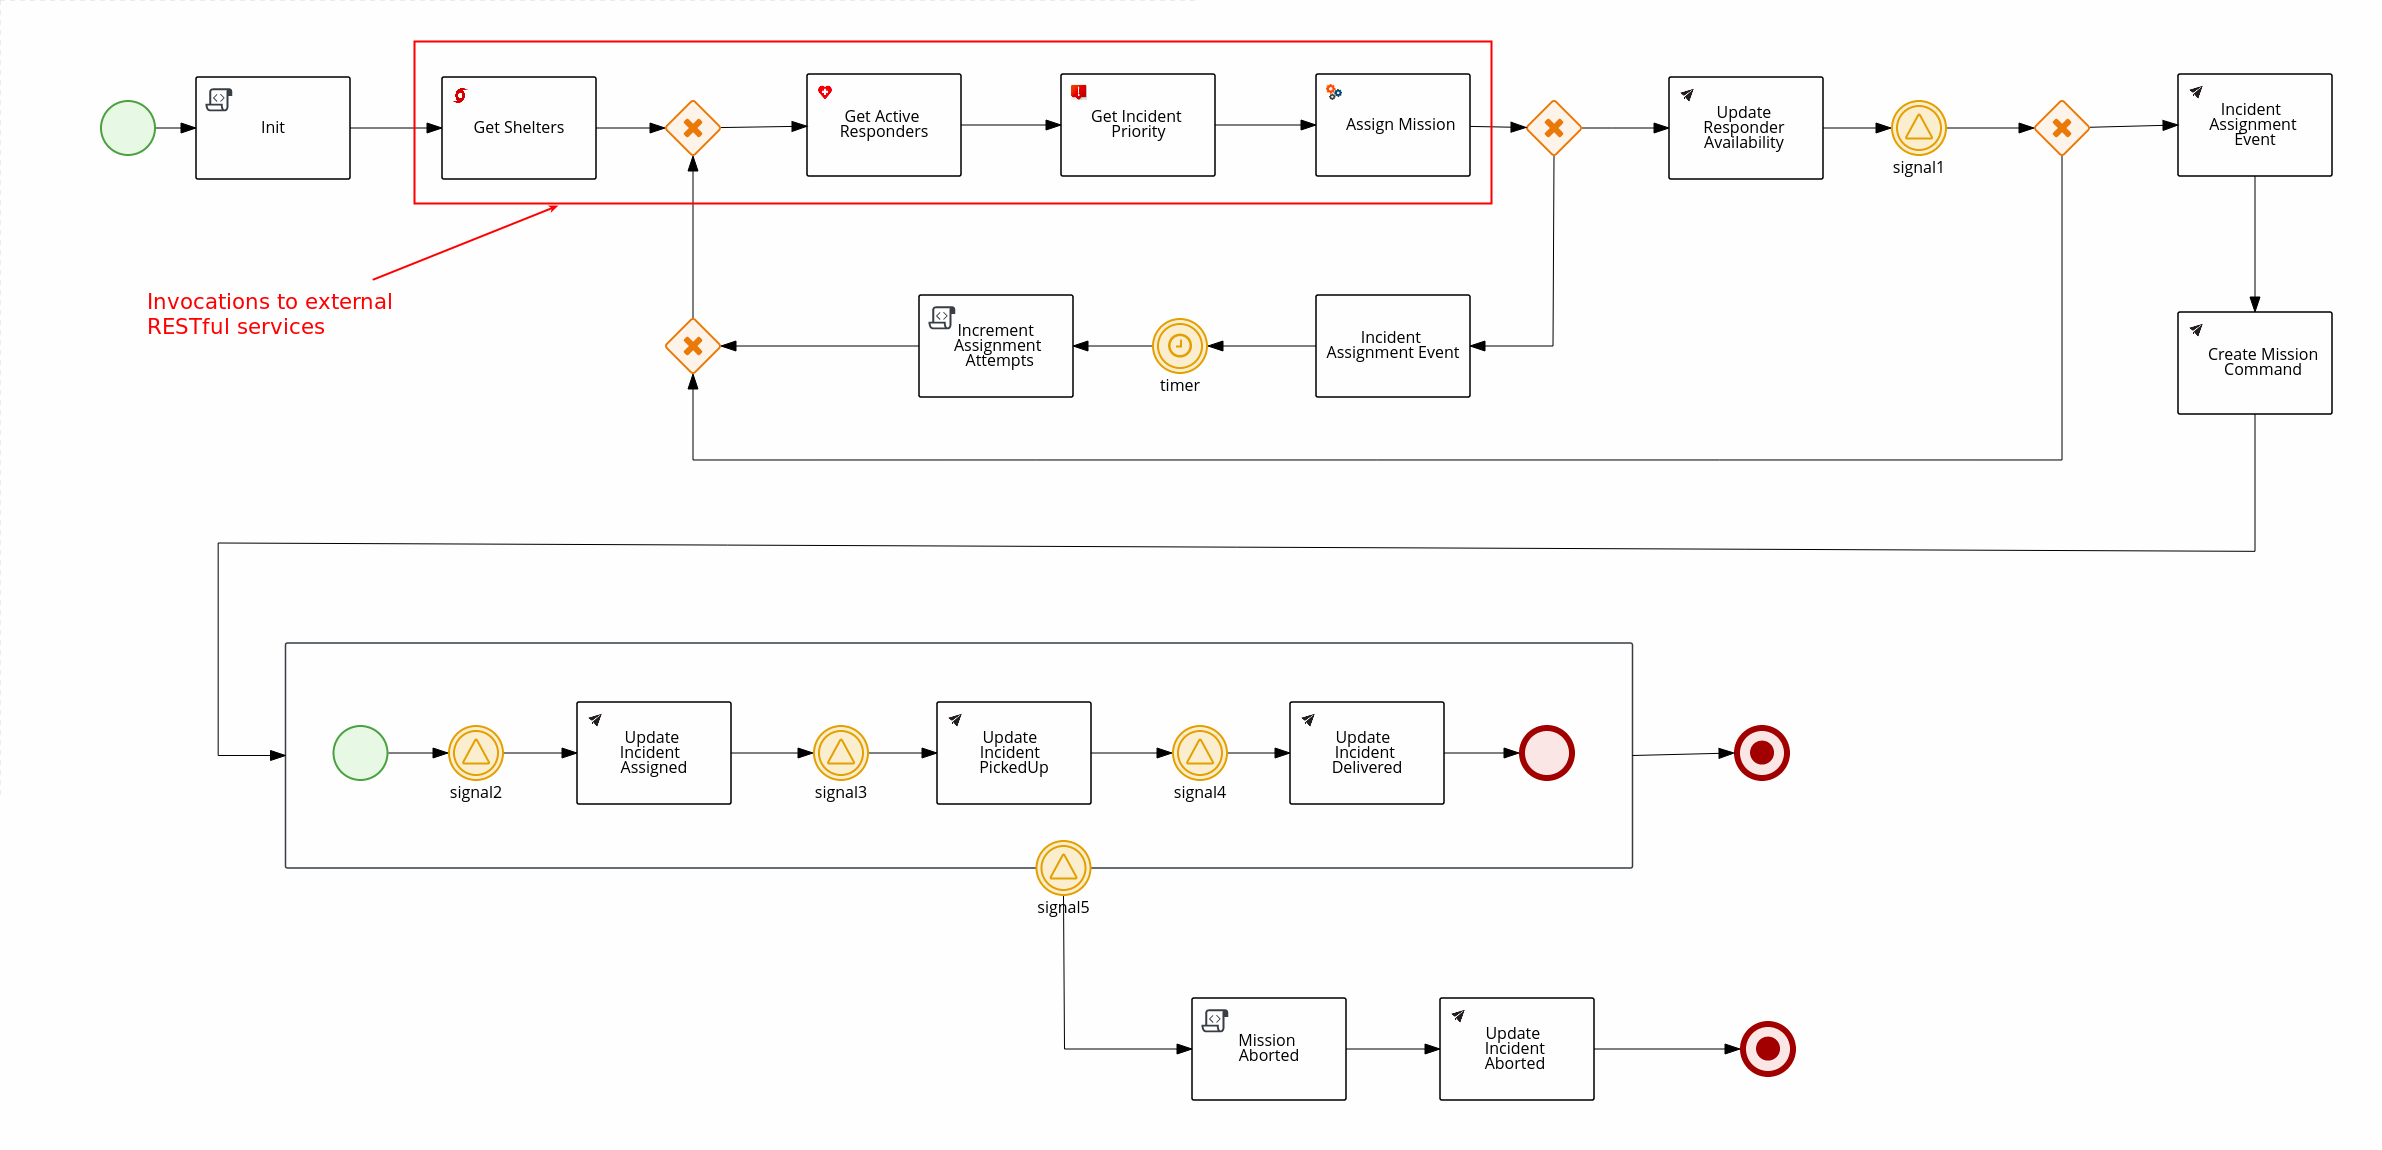 Init
Get Shelters
Get Active
Responders
Get Incident
Priority
Assign Mission
Update
Responder
Availability
signal1
Incident
Assignment
Event
Invocations to external
RESTful services
Increment
Assignment
Attempts
timer
Incident
Assignment Event
Create Mission
Command
signal2
Update
Incident
Assigned
signal3
Update
Incident
PickedUp
signal4
Update
Incident
Delivered
signal5
Mission
Aborted
Update
Incident
Aborted